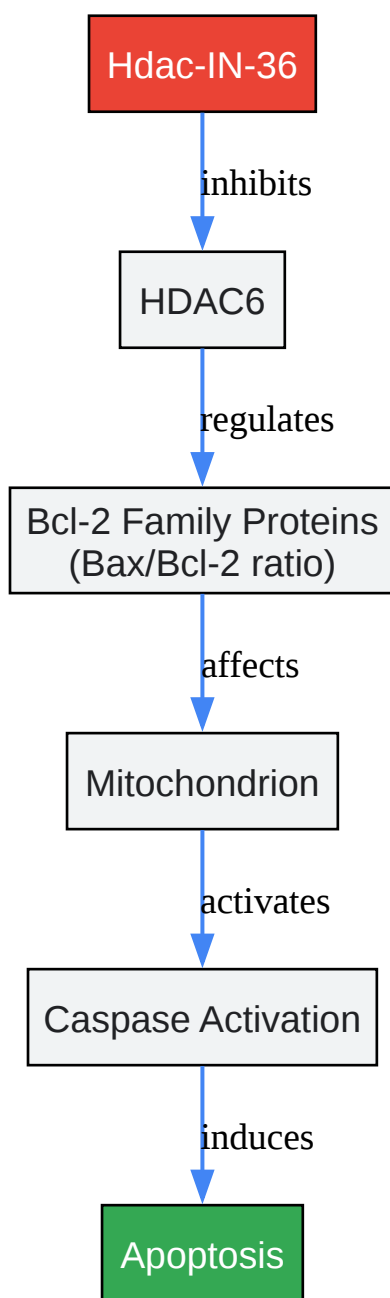 Hdac-IN-36
inhibits
HDAC6
regulates
Bcl-2 Family Proteins
(Bax/Bcl-2 ratio)
affects
Mitochondrion
activates
Caspase Activation
induces
Apoptosis